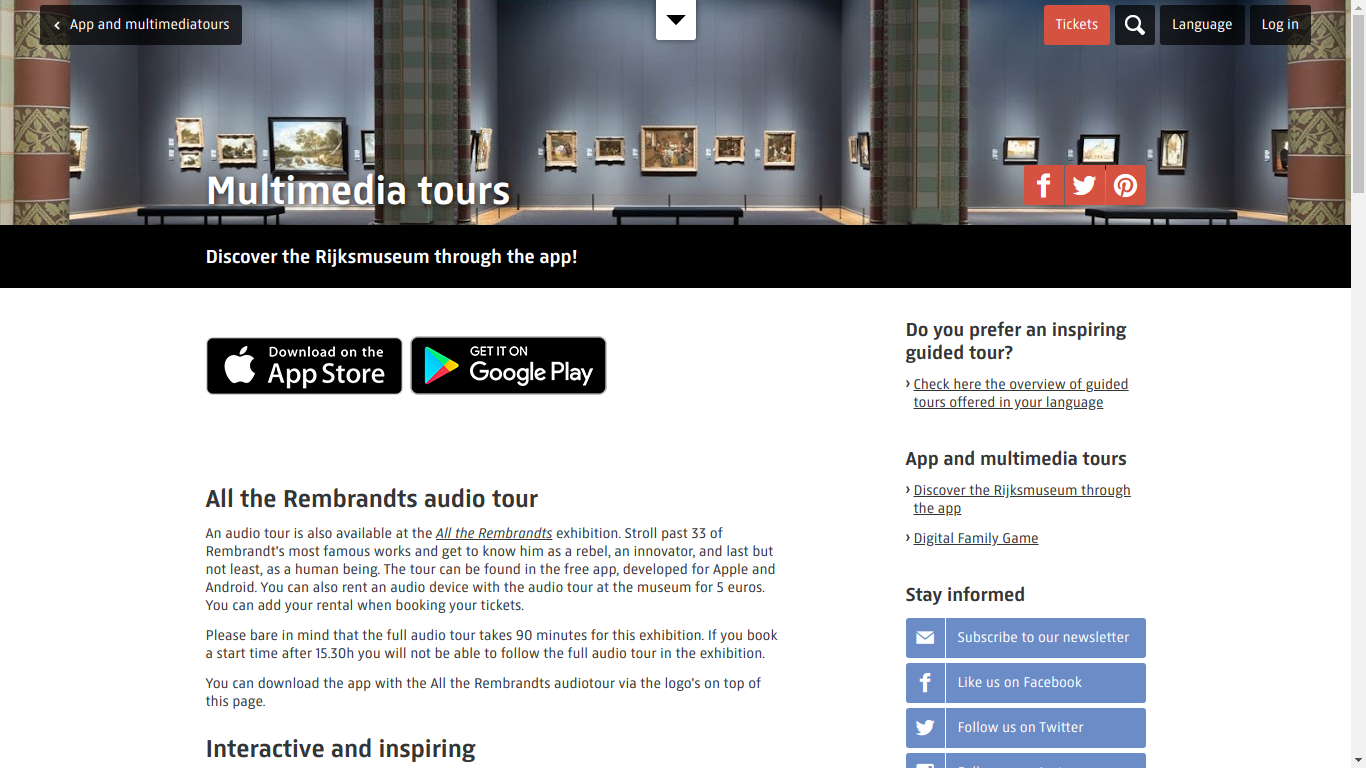 App and multimediatours
Tickets
Language
Log in
Multimedia tours
Discover the Rijksmuseum through the app!
Download on the
App Store
GET IT ON
Google Play
All the Rembrandts audio tour
An audio tour is also available at the All the Rembrandts exhibition. Stroll past 33 of
Rembrandt's most famous works and get to know him as a rebel, an innovator, and last but
not least, as a human being. The tour can be found in the free app, developed for Apple and
Android. You can also rent an audio device with the audio tour at the museum for 5 euros.
You can add your rental when booking your tickets.
Please bare in mind that the full audio tour takes 90 minutes for this exhibition. If you book
a start time after 15.30h you will not be able to follow the full audio tour in the exhibition.
You can download the app with the All the Rembrandts audiotour via the logo's on top of
this page.
Interactive and inspiring
Do you prefer an inspiring
guided tour?
Check here the overview of guided
tours offered in your language
App and multimedia tours
Discover the Rijksmuseum through
the app
Digital Family Game
Stay informed
Subscribe to our newsletter
Like us on Facebook
Follow us on Twitter